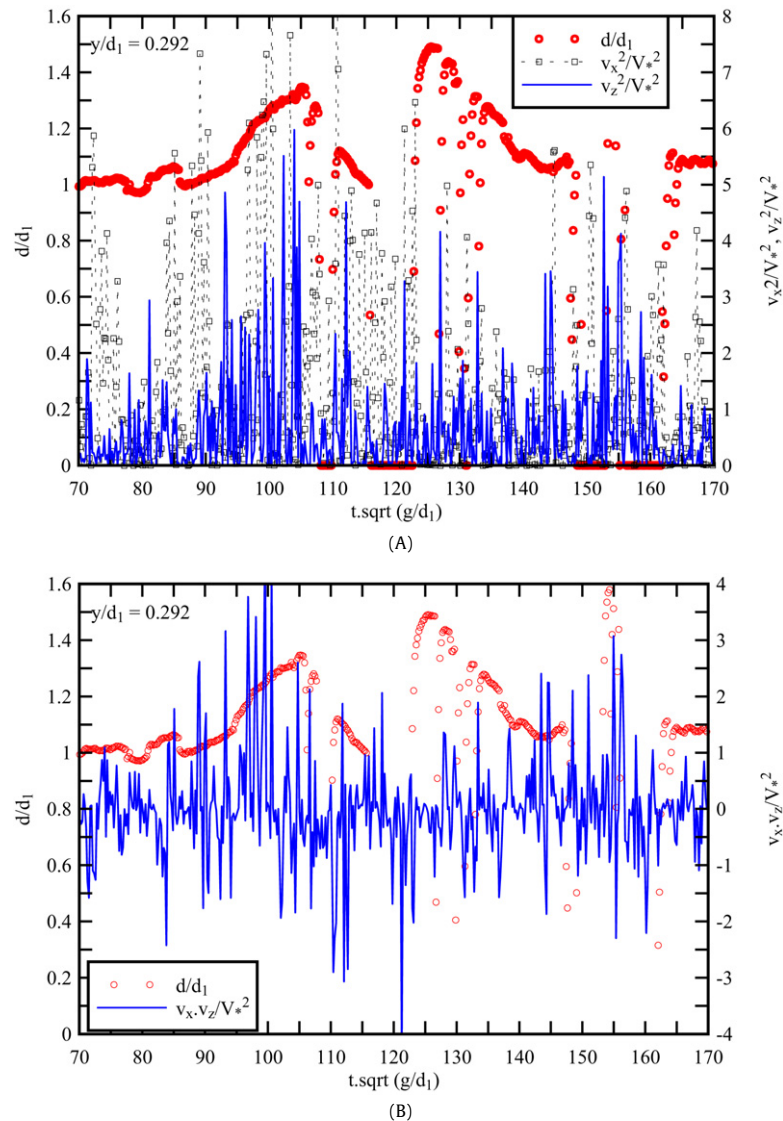 y/d₁ = 0.292
d/d₁
vₓ²/V*²
v_z²/V*²
1.6
1.4
1.2
1
0.8
0.6
0.4
0.2
0
d/d₁
8
7
6
5
4
3
2
1
0
vₓ2/V*², v_z²/V*²
70 80 90 100 110 120 130 140 150 160 170
t.sqrt (g/d₁)
(A)
y/d₁ = 0.292
1.6
1.4
1.2
1
0.8
0.6
0.4
0.2
0
d/d₁
4
3
2
1
0
-1
-2
-3
-4
vₓ.v_z/V*²
d/d₁
vₓ.v_z/V*²
70 80 90 100 110 120 130 140 150 160 170
t.sqrt (g/d₁)
(B)